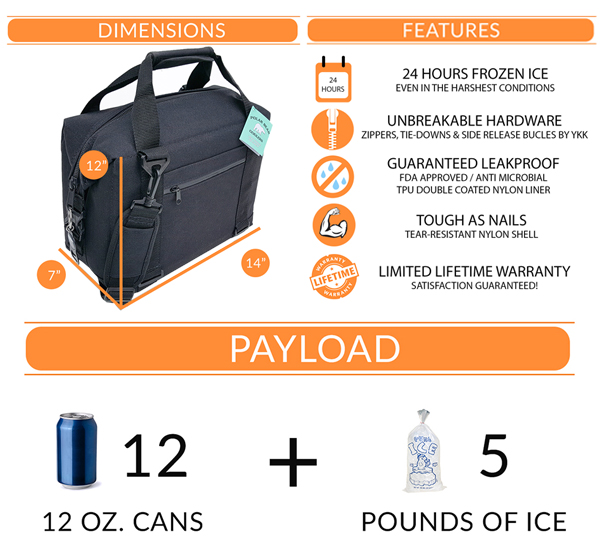 DIMENSIONS
FEATURES
12"
7"
14"
24
HOURS
24 HOURS FROZEN ICE
EVEN IN THE HARSHEST CONDITIONS
UNBREAKABLE HARDWARE
ZIPPERS, TIE-DOWNS & SIDE RELEASE BUCLES BY YKK
GUARANTEED LEAKPROOF
FDA APPROVED / ANTI MICROBIAL
TPU DOUBLE COATED NYLON LINER
TOUGH AS NAILS
TEAR-RESISTANT NYLON SHELL
WARRANTY
LIFETIME
WARRANTY
LIMITED LIFETIME WARRANTY
SATISFACTION GUARANTEED!
PAYLOAD
12
12 OZ. CANS
+
ICE
5
POUNDS OF ICE